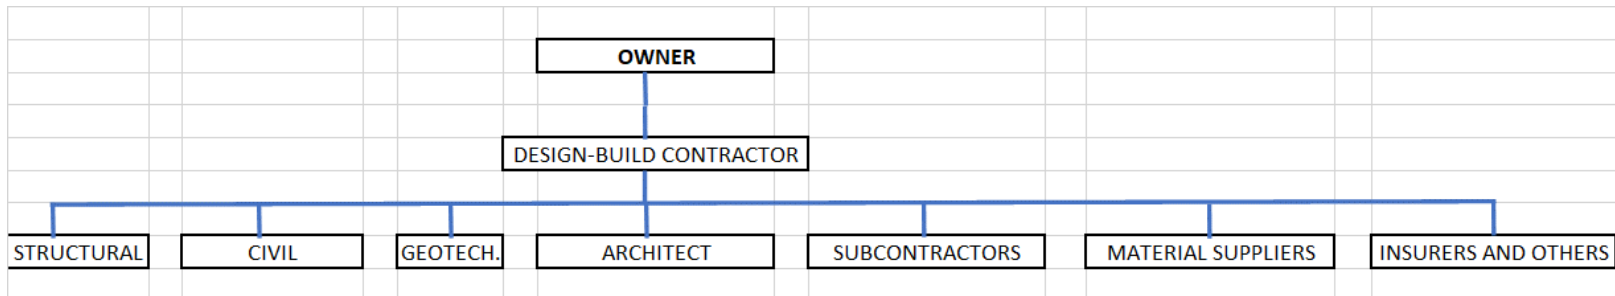 OWNER
DESIGN-BUILD CONTRACTOR
STRUCTURAL
CIVIL
GEOTECH.
ARCHITECT
SUBCONTRACTORS
MATERIAL SUPPLIERS
INSURERS AND OTHERS